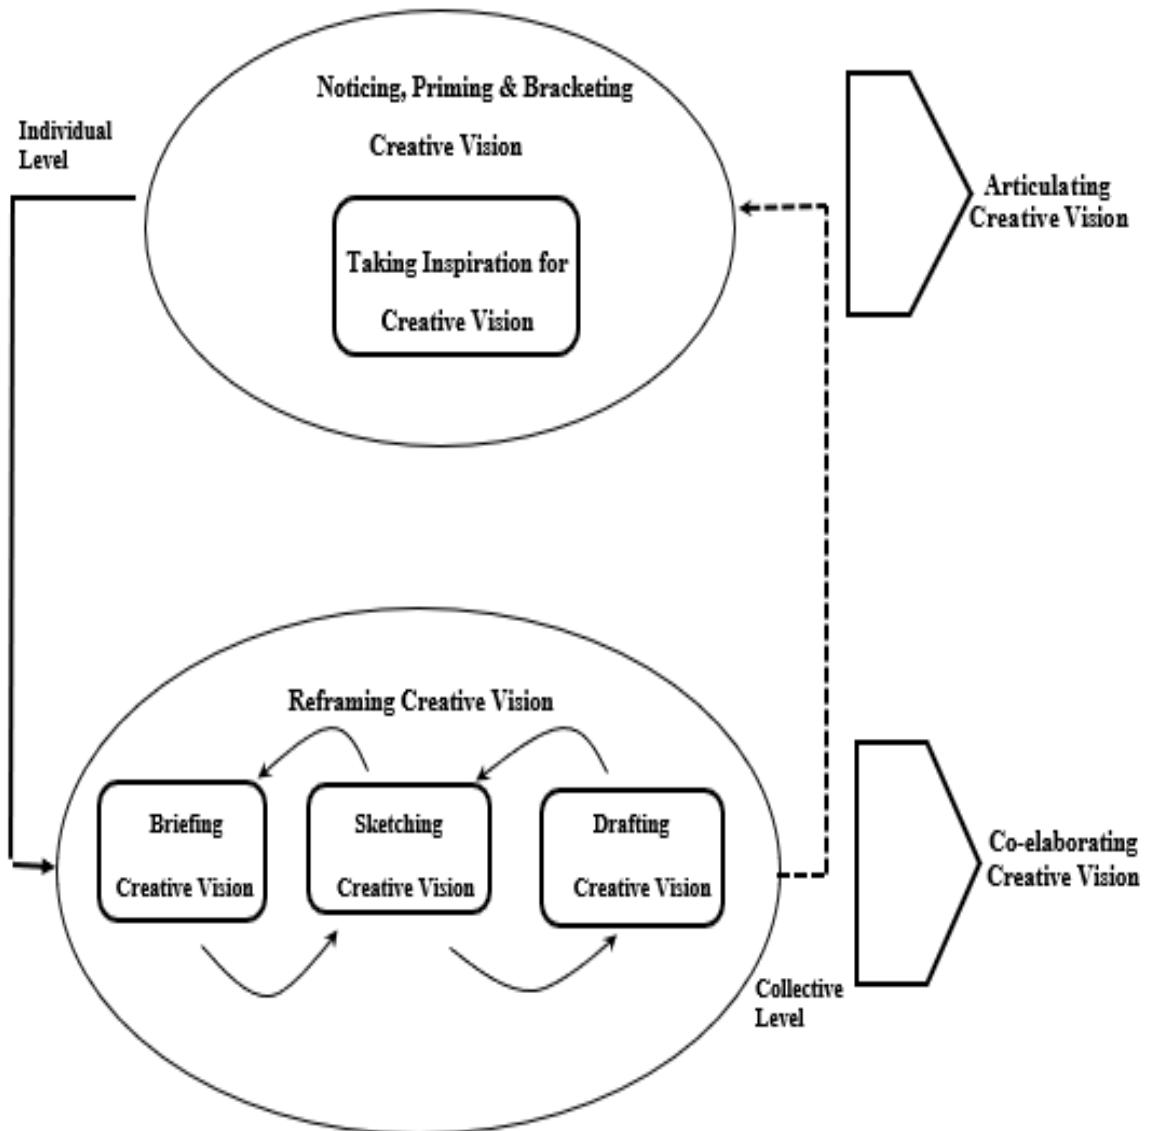 Noticing, Priming & Bracketing
Creative Vision
Individual
Level
Taking Inspiration for
Creative Vision
Articulating
Creative Vision
Reframing Creative Vision
Briefing
Creative Vision
Sketching
Creative Vision
Drafting
Creative Vision
Co-elaborating
Creative Vision
Collective
Level